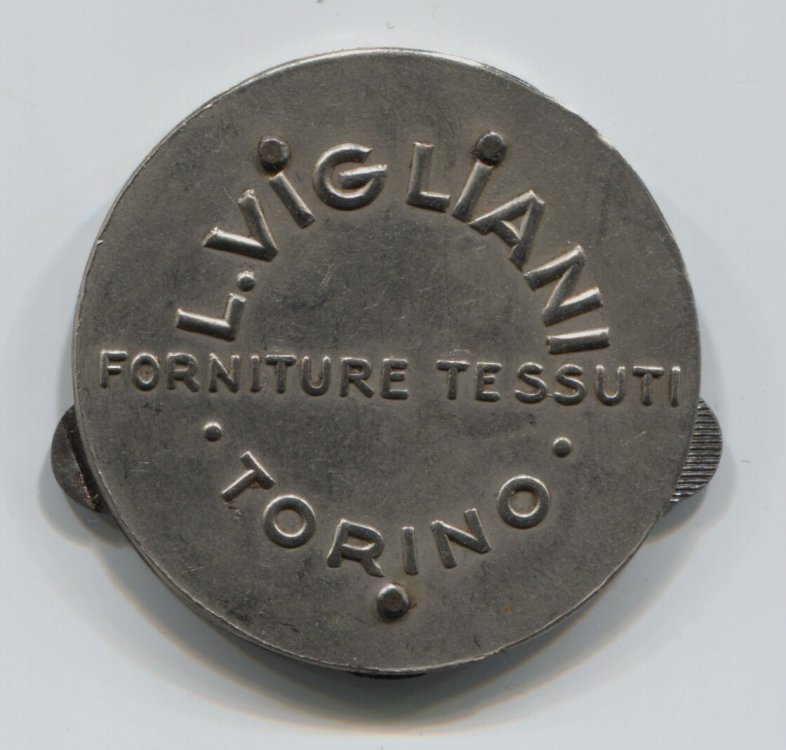 L. VIGLIANI
FORNITURE TESSUTI
· TORINO ·